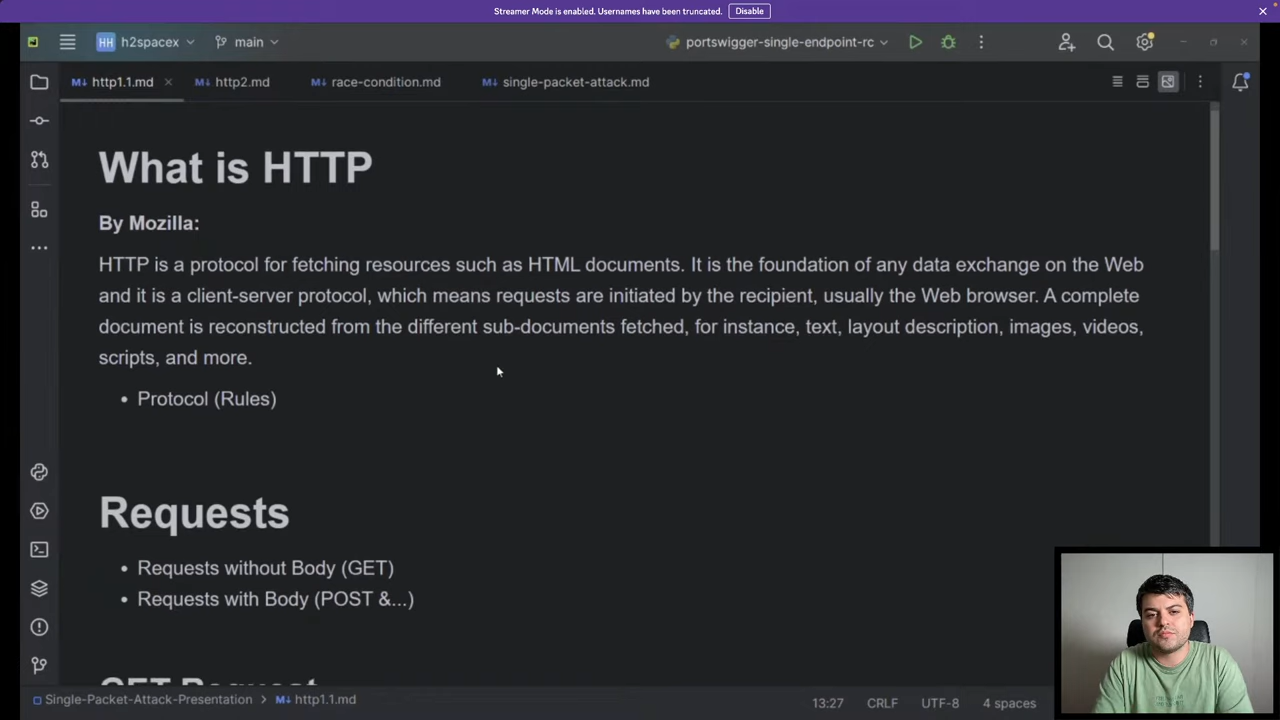 Streamer Mode is enabled. Usernames have been truncated. Disable
HH h2spacex main portswigger-single-endpoint-rc
M↓ http1.1.md M↓ http2.md M↓ race-condition.md M↓ single-packet-attack.md
What is HTTP
By Mozilla:
HTTP is a protocol for fetching resources such as HTML documents. It is the foundation of any data exchange on the Web
and it is a client-server protocol, which means requests are initiated by the recipient, usually the Web browser. A complete
document is reconstructed from the different sub-documents fetched, for instance, text, layout description, images, videos,
scripts, and more.
• Protocol (Rules)
Requests
• Requests without Body (GET)
• Requests with Body (POST &...)
GET Request
Single-Packet-Attack-Presentation > M↓ http1.1.md 13:27 CRLF UTF-8 4 spaces